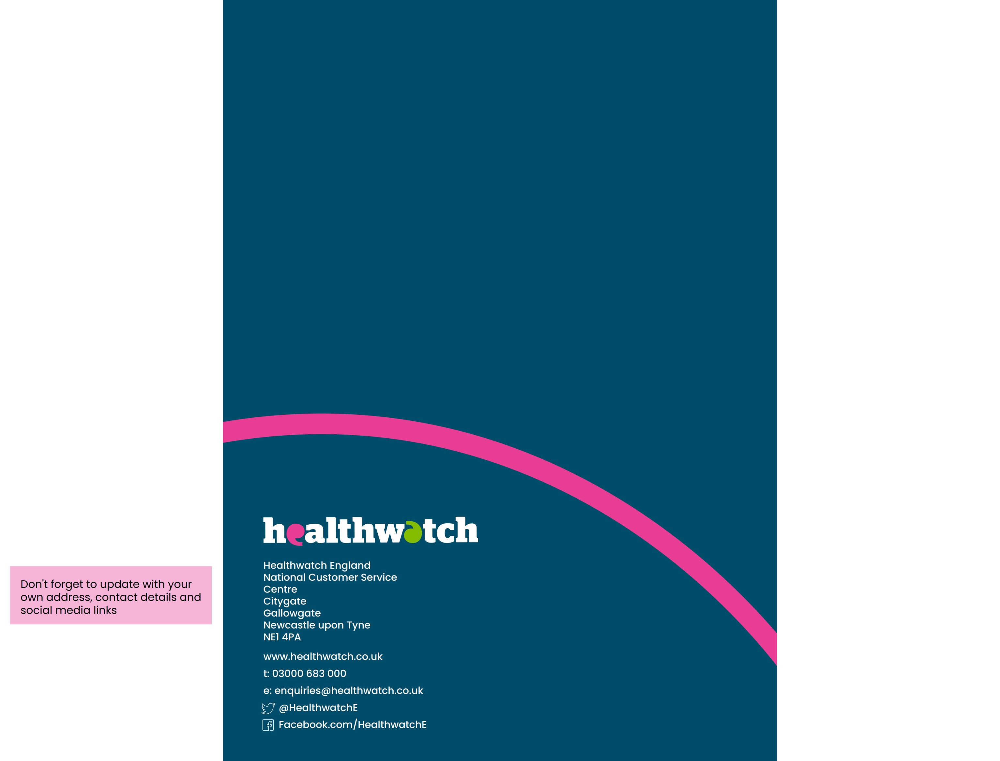 healthwatch
Healthwatch England
National Customer Service
Centre
Citygate
Gallowgate
Newcastle upon Tyne
NE1 4PA
www.healthwatch.co.uk
t: 03000 683 000
e: enquiries@healthwatch.co.uk
@HealthwatchE
Facebook.com/HealthwatchE
Don't forget to update with your
own address, contact details and
social media links